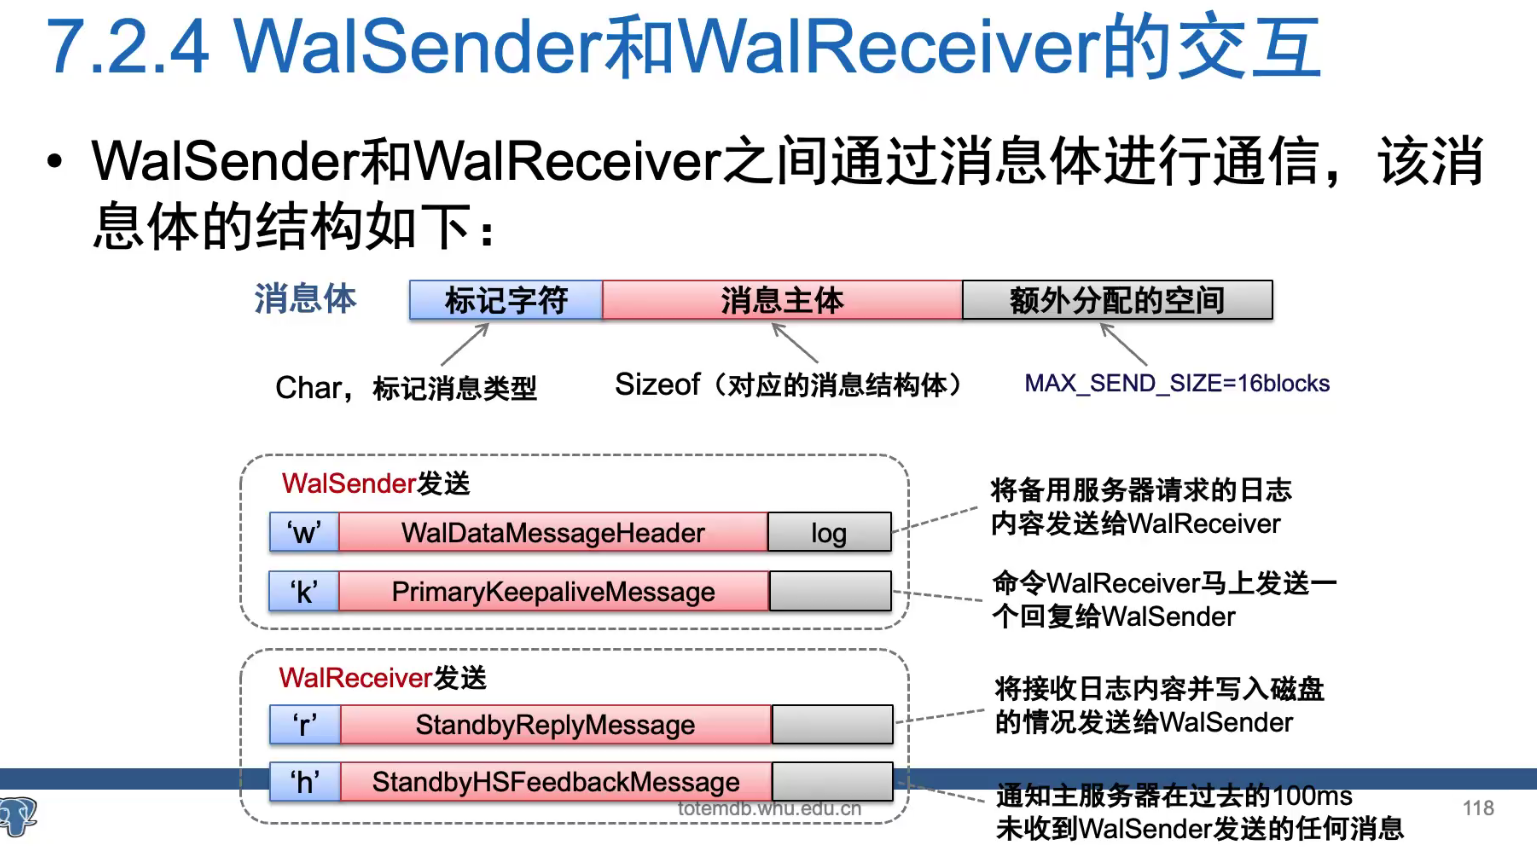 7.2.4 WalSender和WalReceiver的交互
• WalSender和WalReceiver之间通过消息体进行通信，该消
息体的结构如下：
消息体 标记字符 消息主体 额外分配的空间
Char，标记消息类型 Sizeof（对应的消息结构体） MAX_SEND_SIZE=16blocks
WalSender发送
‘w’ WalDataMessageHeader log
将备用服务器请求的日志
内容发送给WalReceiver
‘k’ PrimaryKeepaliveMessage
命令WalReceiver马上发送一
个回复给WalSender
WalReceiver发送
‘r’ StandbyReplyMessage
将接收日志内容并写入磁盘
的情况发送给WalSender
‘h’ StandbyHSFeedbackMessage
通知主服务器在过去的100ms
未收到WalSender发送的任何消息
totemdb.whu.edu.cn
118